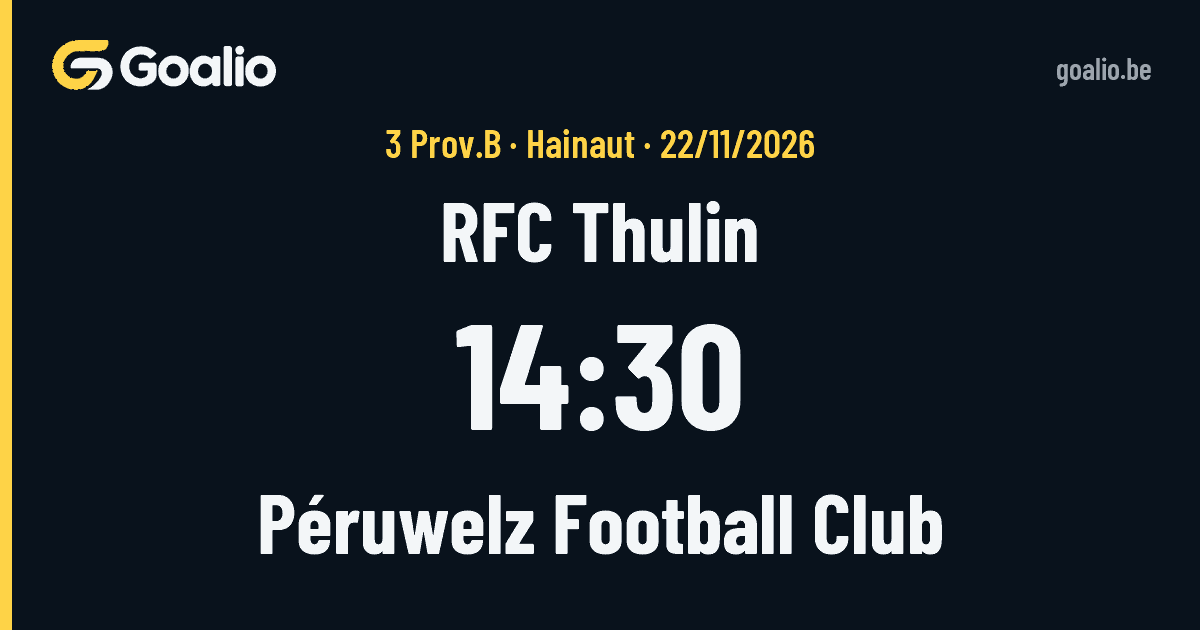 Goalio
goalio.be
3 Prov.B · Hainaut · 22/11/2026
RFC Thulin
14:30
Péruwelz Football Club